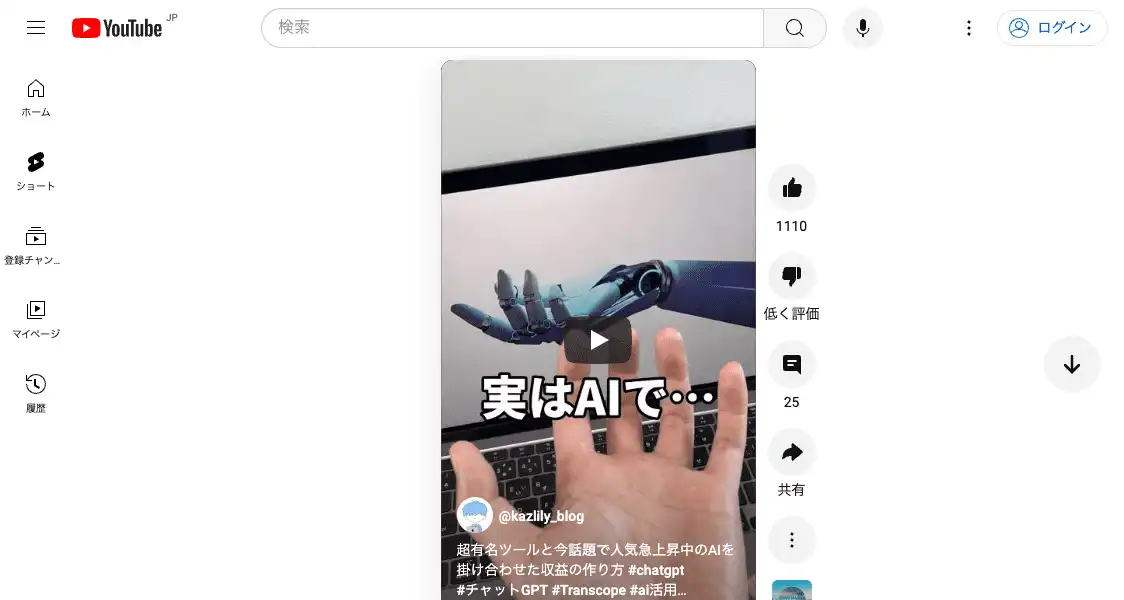 YouTube JP
検索
ログイン
ホーム
ショート
登録チャン…
マイページ
履歴
実はAIで…
@kazlily_blog
超有名ツールと今話題で人気急上昇中のAIを
掛け合わせた収益の作り方 #chatgpt
#チャットGPT #Transcope #ai活用…
1110
低く評価
25
共有